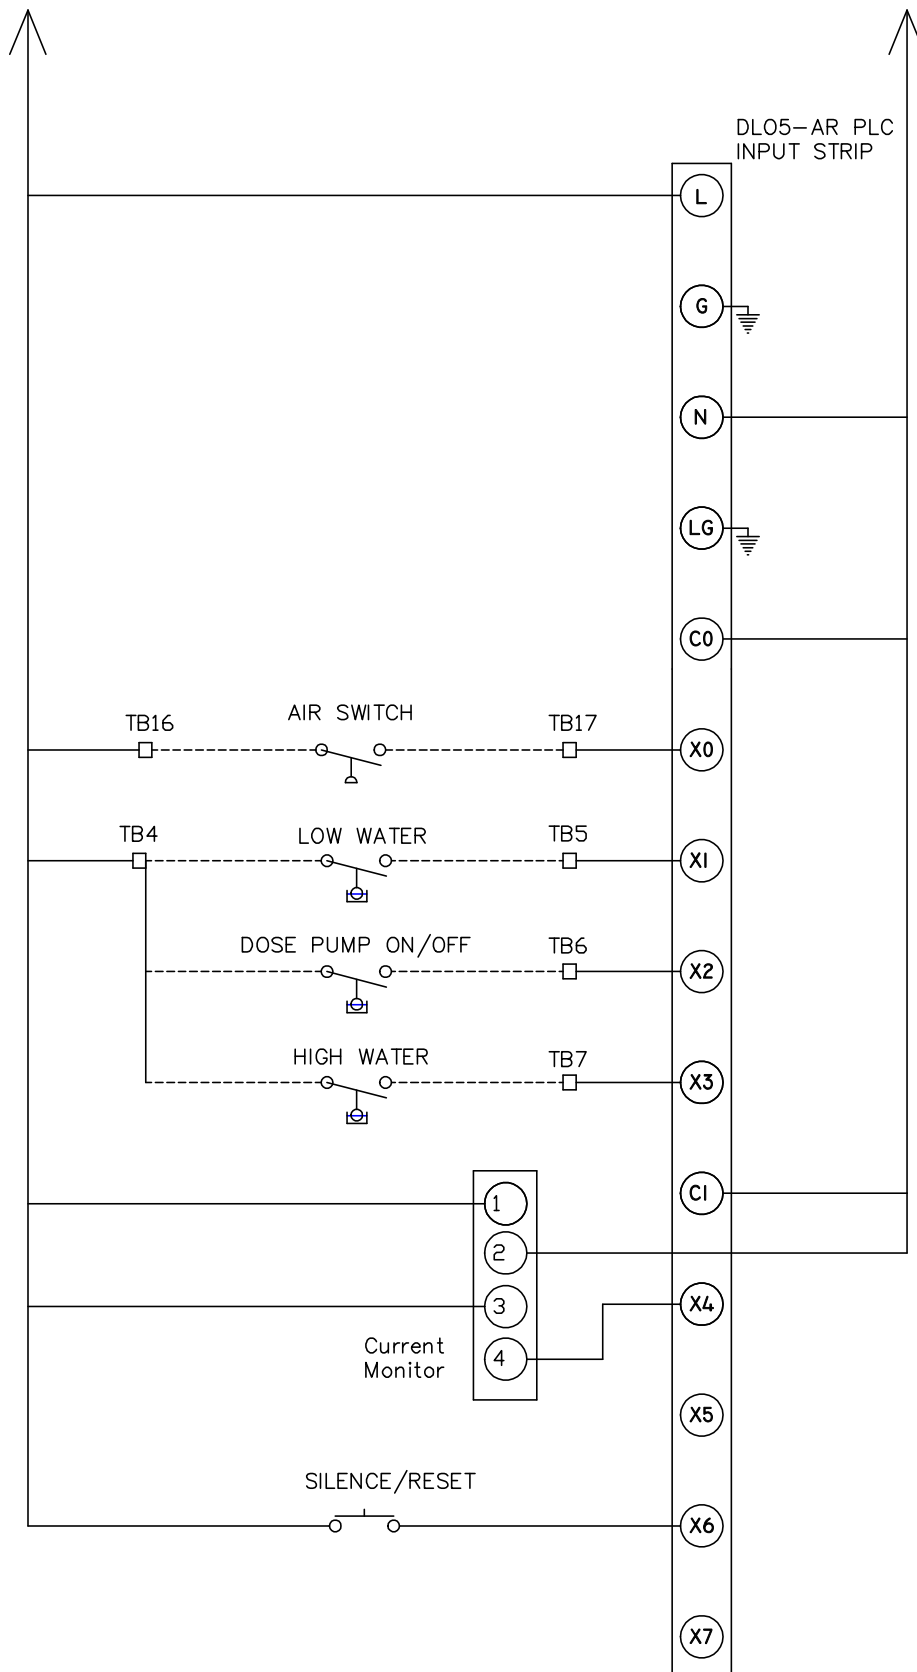 DL05-AR PLC
INPUT STRIP
L
G
N
LG
C0
TB16
AIR SWITCH
TB17
X0
TB4
LOW WATER
TB5
X1
DOSE PUMP ON/OFF
TB6
X2
HIGH WATER
TB7
X3
1
C1
2
3
X4
Current
Monitor
4
X5
SILENCE/RESET
X6
X7